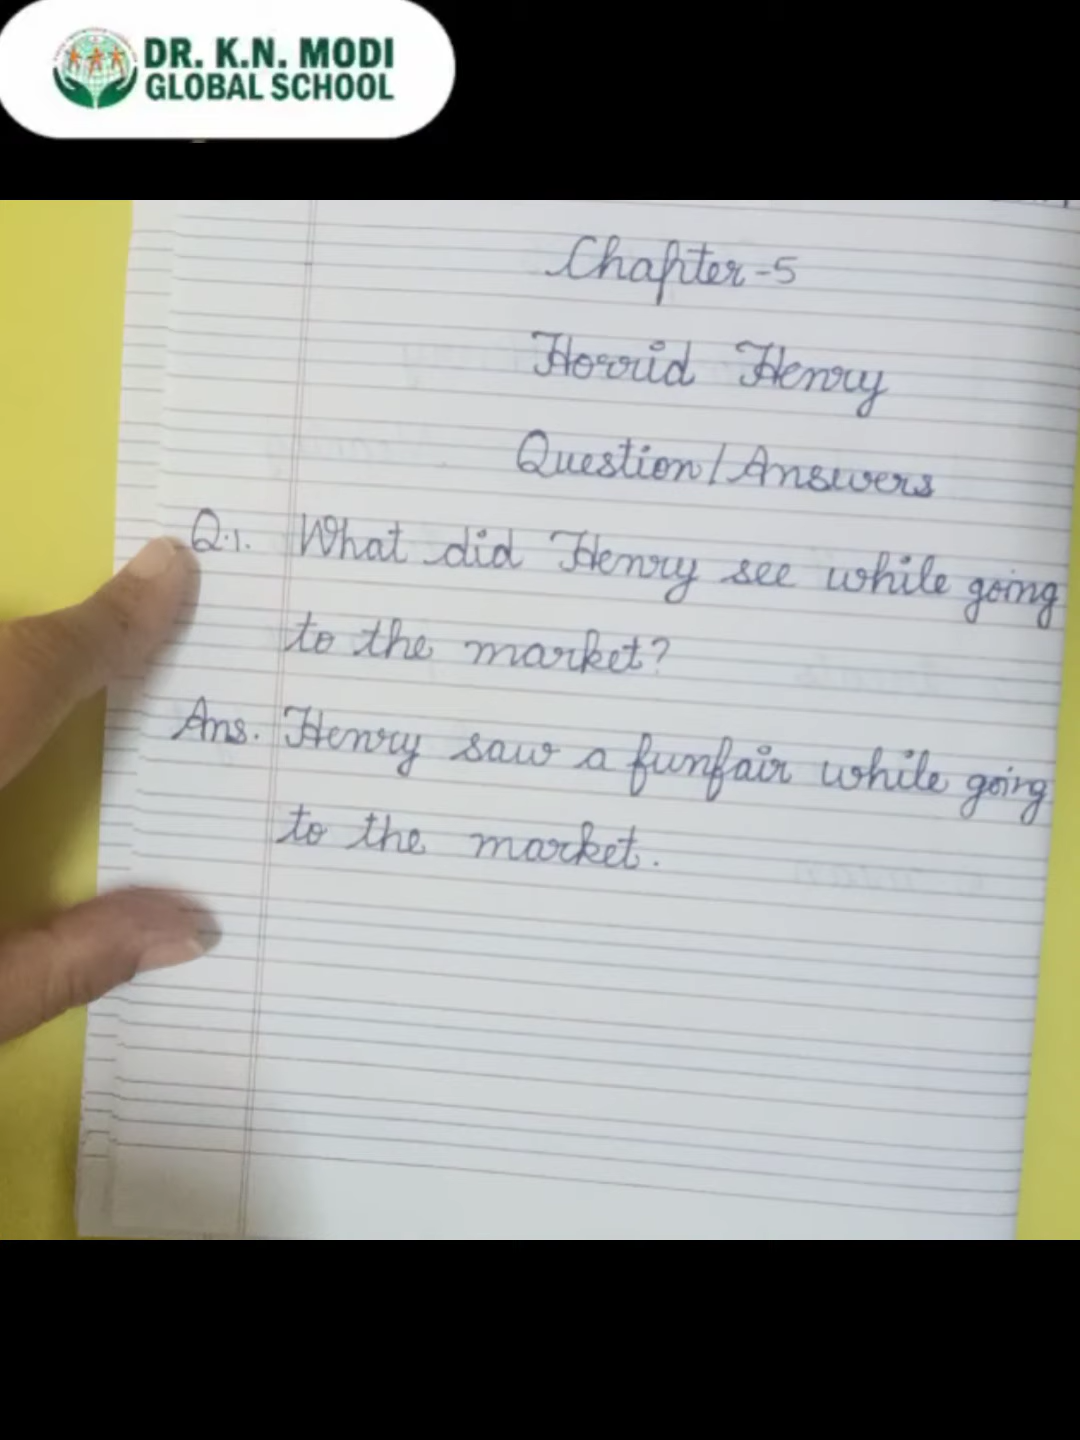 DR. K.N. MODI
GLOBAL SCHOOL
Chapter-5
Horrid Henry
Question/Answers
Q.1. What did Henry see while going
to the market?
Ans. Henry saw a funfair while going
to the market.